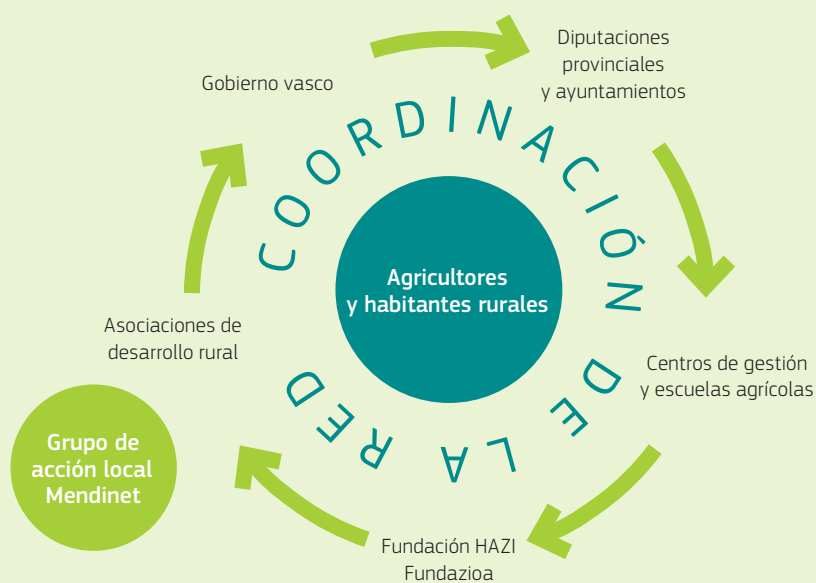 Diputaciones
provinciales
y ayuntamientos
Gobierno vasco
COORDINACIÓN DE LA RED
Agricultores
y habitantes rurales
Asociaciones de
desarrollo rural
Centros de gestión
y escuelas agrícolas
Grupo de
acción local
Mendinet
Fundación HAZI
Fundazioa